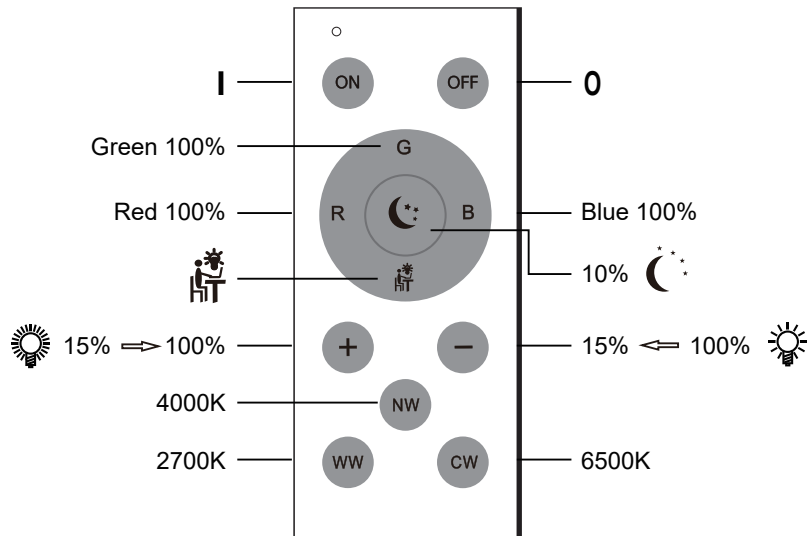 I ON OFF 0
Green 100% G
Red 100% R B Blue 100%
10%
15% 100% + − 15% 100%
4000K NW
2700K WW CW 6500K